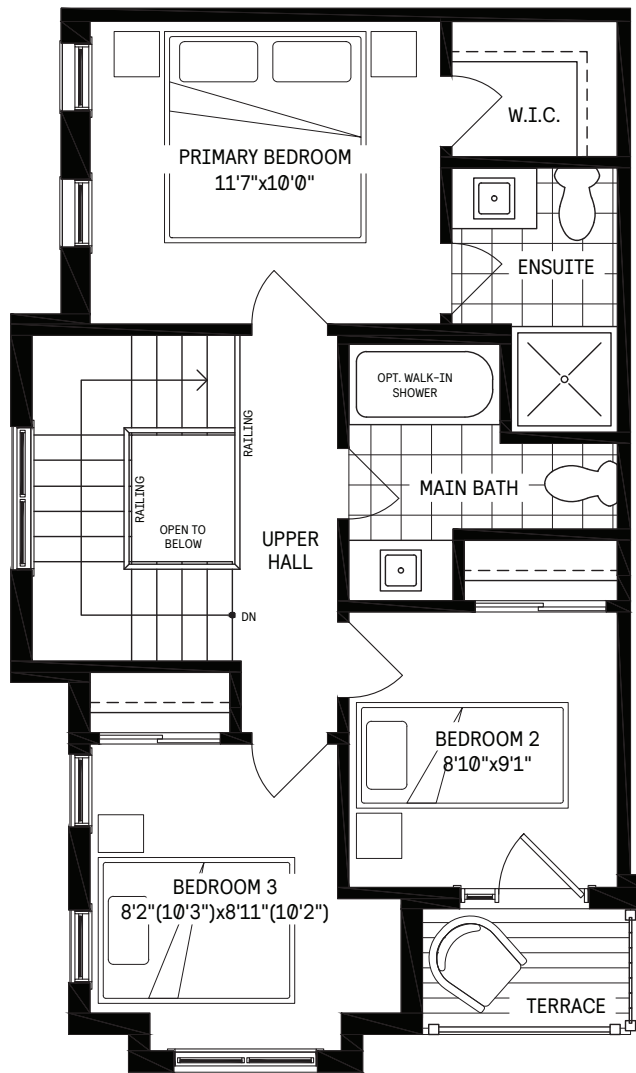 PRIMARY BEDROOM
11'7"x10'0"
W.I.C.
ENSUITE
OPT. WALK-IN
SHOWER
RAILING
RAILING
MAIN BATH
OPEN TO
BELOW
UPPER
HALL
DN
BEDROOM 2
8'10"x9'1"
BEDROOM 3
8'2"(10'3")x8'11"(10'2")
TERRACE